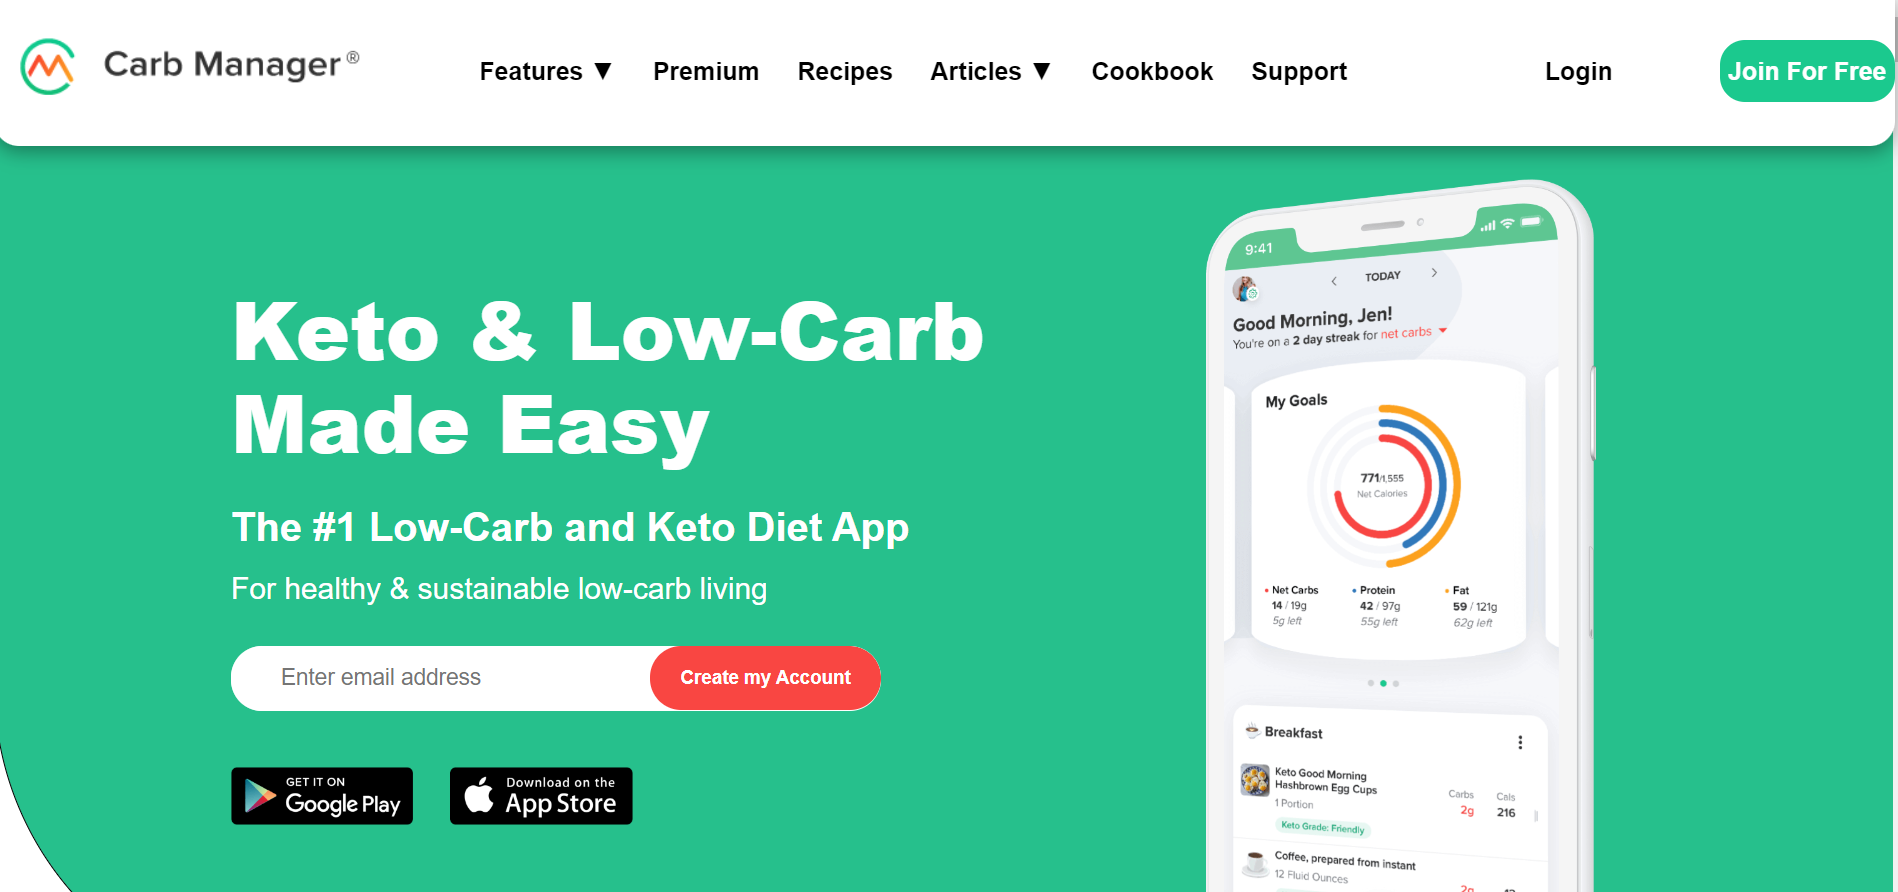 Carb Manager®
Features ▼ Premium Recipes Articles ▼ Cookbook Support Login Join For Free
Keto & Low-Carb
Made Easy
The #1 Low-Carb and Keto Diet App
For healthy & sustainable low-carb living
Enter email address Create my Account
GET IT ON
Google Play
Download on the
App Store
9:41
TODAY
Good Morning, Jen!
You're on a 2 day streak for net carbs
My Goals
771/1,555
Net Calories
Net Carbs Protein Fat
14 / 19g 42 / 97g 59 / 121g
5g left 55g left 62g left
Breakfast
Keto Good Morning
Hashbrown Egg Cups
Carbs Cals
1 Portion 2g 216
Keto Grade: Friendly
Coffee, prepared from instant
12 Fluid Ounces
2g